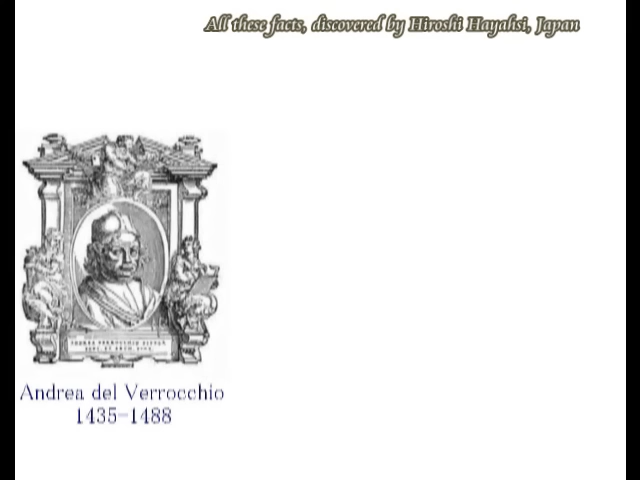 All these facts, discovered by Hiroshi Hayahsi, Japan
Andrea del Verrocchio
1435-1488